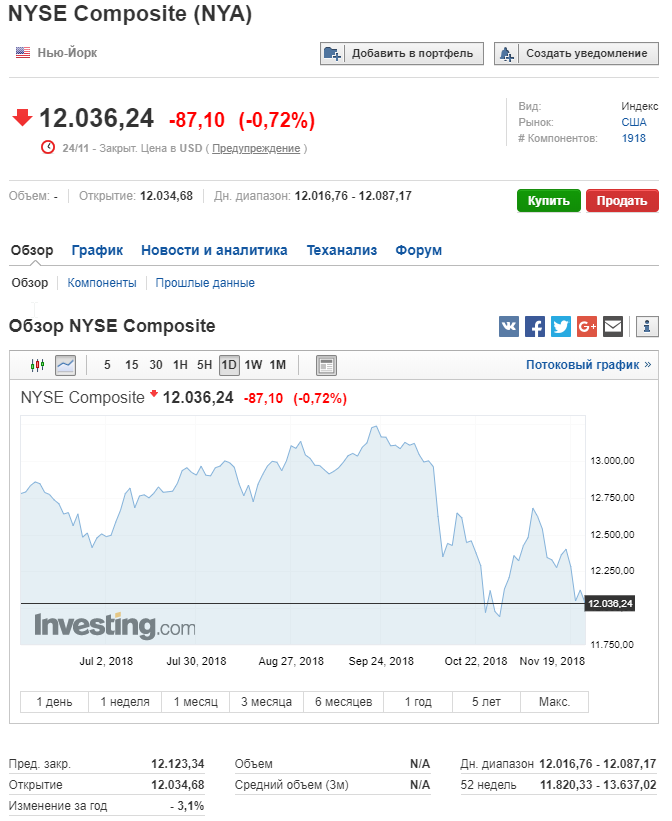 NYSE Composite (NYA)
Нью-Йорк
Добавить в портфель
Создать уведомление
12.036,24 -87,10 (-0,72%)
24/11 - Закрыт. Цена в USD ( Предупреждение )
Вид: Индекс
Рынок: США
# Компонентов: 1918
Объем: - Открытие: 12.034,68 Дн. диапазон: 12.016,76 - 12.087,17
Купить Продать
Обзор График Новости и аналитика Теханализ Форум
Обзор Компоненты Прошлые данные
Обзор NYSE Composite
5 15 30 1H 5H 1D 1W 1M
Потоковый график »
NYSE Composite 12.036,24 -87,10 (-0,72%)
13.000,00
12.750,00
12.500,00
12.250,00
12.036,24
11.750,00
Investing.com
Jul 2, 2018 Jul 30, 2018 Aug 27, 2018 Sep 24, 2018 Oct 22, 2018 Nov 19, 2018
1 день 1 неделя 1 месяц 3 месяца 6 месяцев 1 год 5 лет Макс.
Пред. закр. 12.123,34 Объем N/A Дн. диапазон 12.016,76 - 12.087,17
Открытие 12.034,68 Средний объем (3м) N/A 52 недель 11.820,33 - 13.637,02
Изменение за год - 3,1%